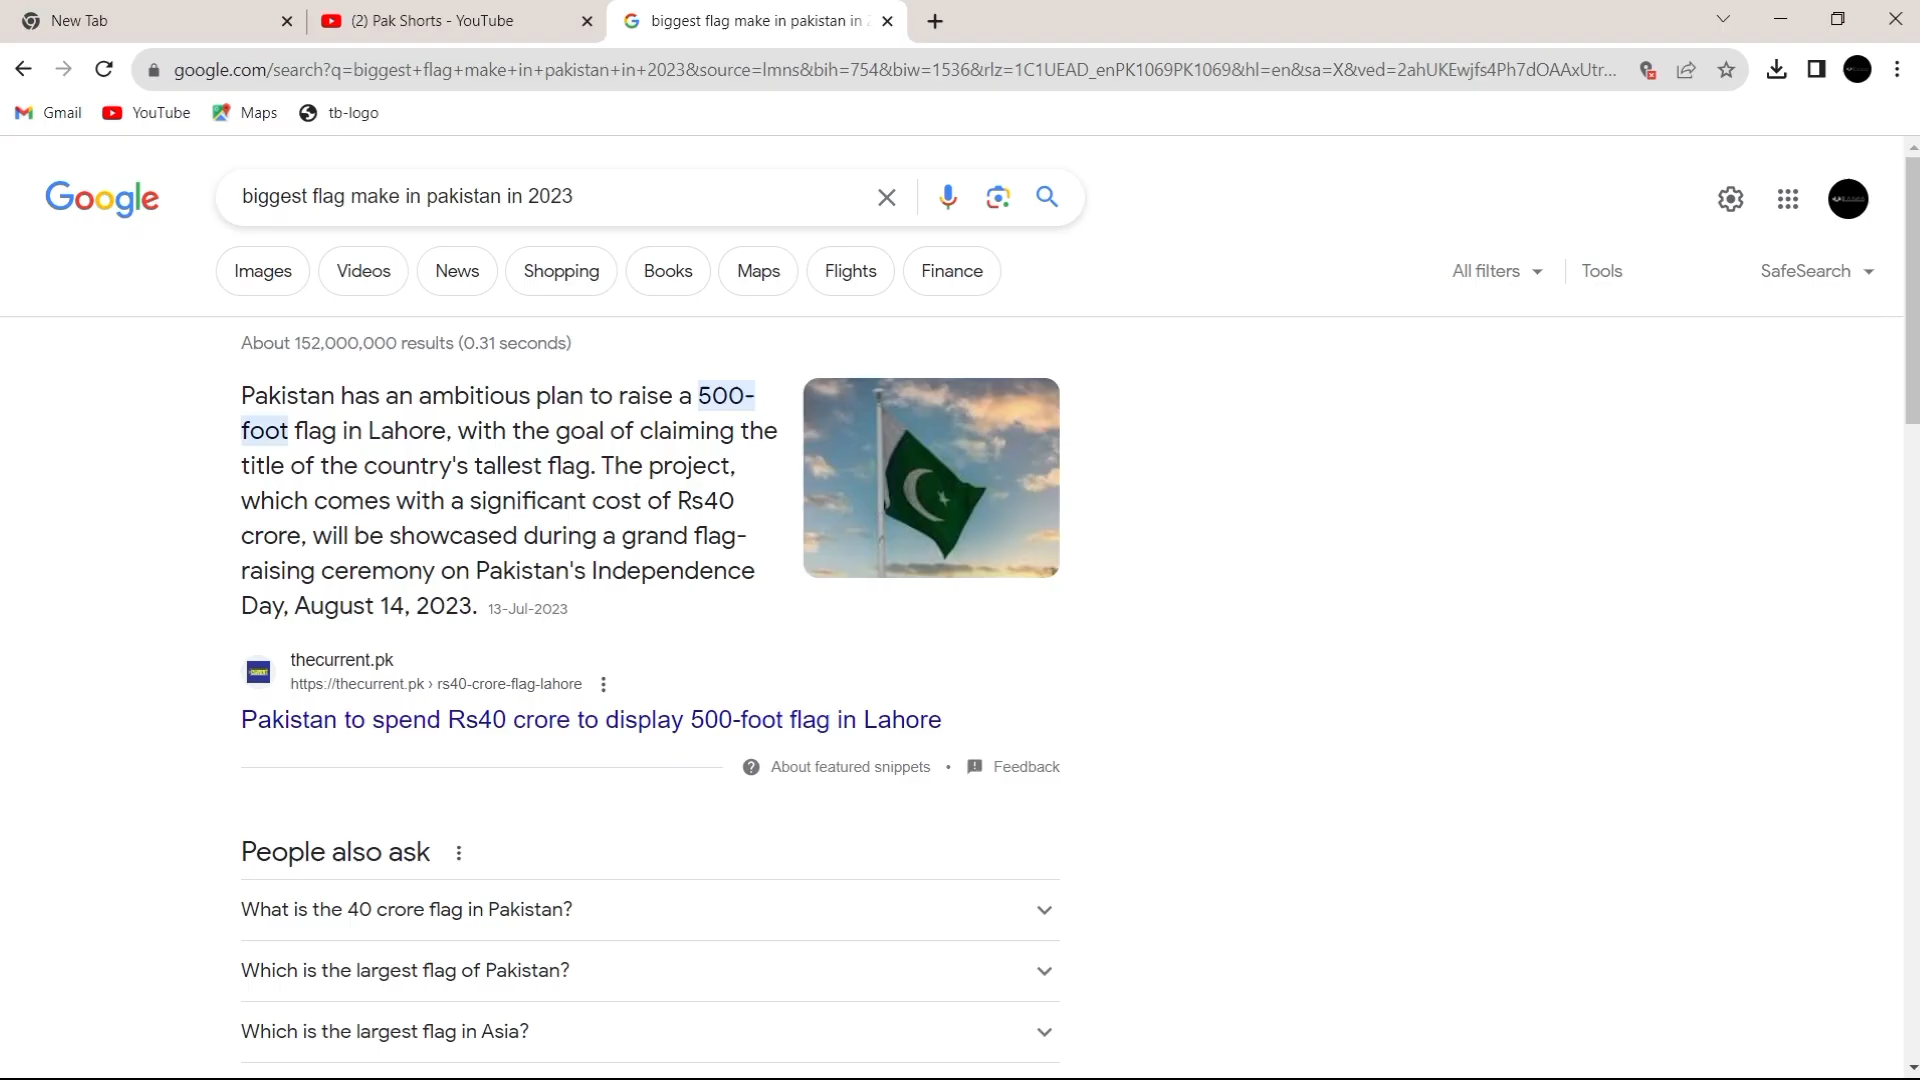 New Tab
(2) Pak Shorts - YouTube
biggest flag make in pakistan in 2
google.com/search?q=biggest+flag+make+in+pakistan+in+2023&source=lmns&bih=754&biw=1536&rlz=1C1UEAD_enPK1069PK1069&hl=en&sa=X&ved=2ahUKEwjfs4Ph7dOAAxUtr...
Gmail
YouTube
Maps
tb-logo
Google
biggest flag make in pakistan in 2023
Images
Videos
News
Shopping
Books
Maps
Flights
Finance
All filters
Tools
SafeSearch
About 152,000,000 results (0.31 seconds)
Pakistan has an ambitious plan to raise a 500-
foot flag in Lahore, with the goal of claiming the
title of the country's tallest flag. The project,
which comes with a significant cost of Rs40
crore, will be showcased during a grand flag-
raising ceremony on Pakistan's Independence
Day, August 14, 2023. 13-Jul-2023
thecurrent.pk
https://thecurrent.pk › rs40-crore-flag-lahore
Pakistan to spend Rs40 crore to display 500-foot flag in Lahore
About featured snippets • Feedback
People also ask
What is the 40 crore flag in Pakistan?
Which is the largest flag of Pakistan?
Which is the largest flag in Asia?